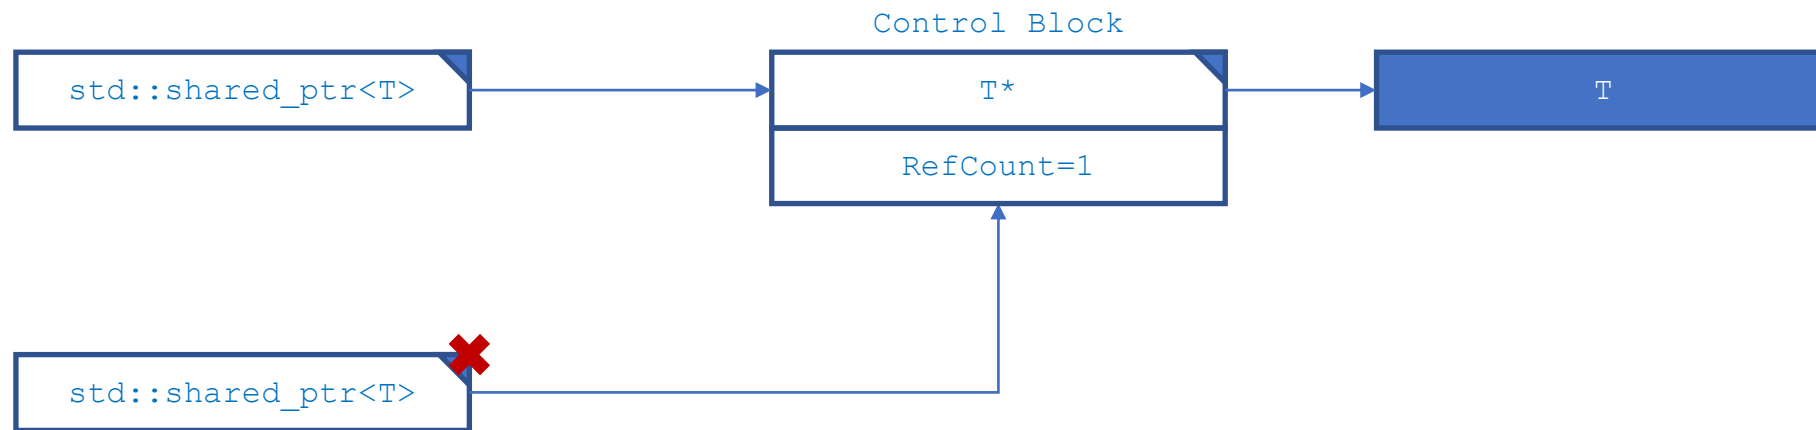 Control Block
std::shared_ptr<T>
T*
T
RefCount=1
std::shared_ptr<T>